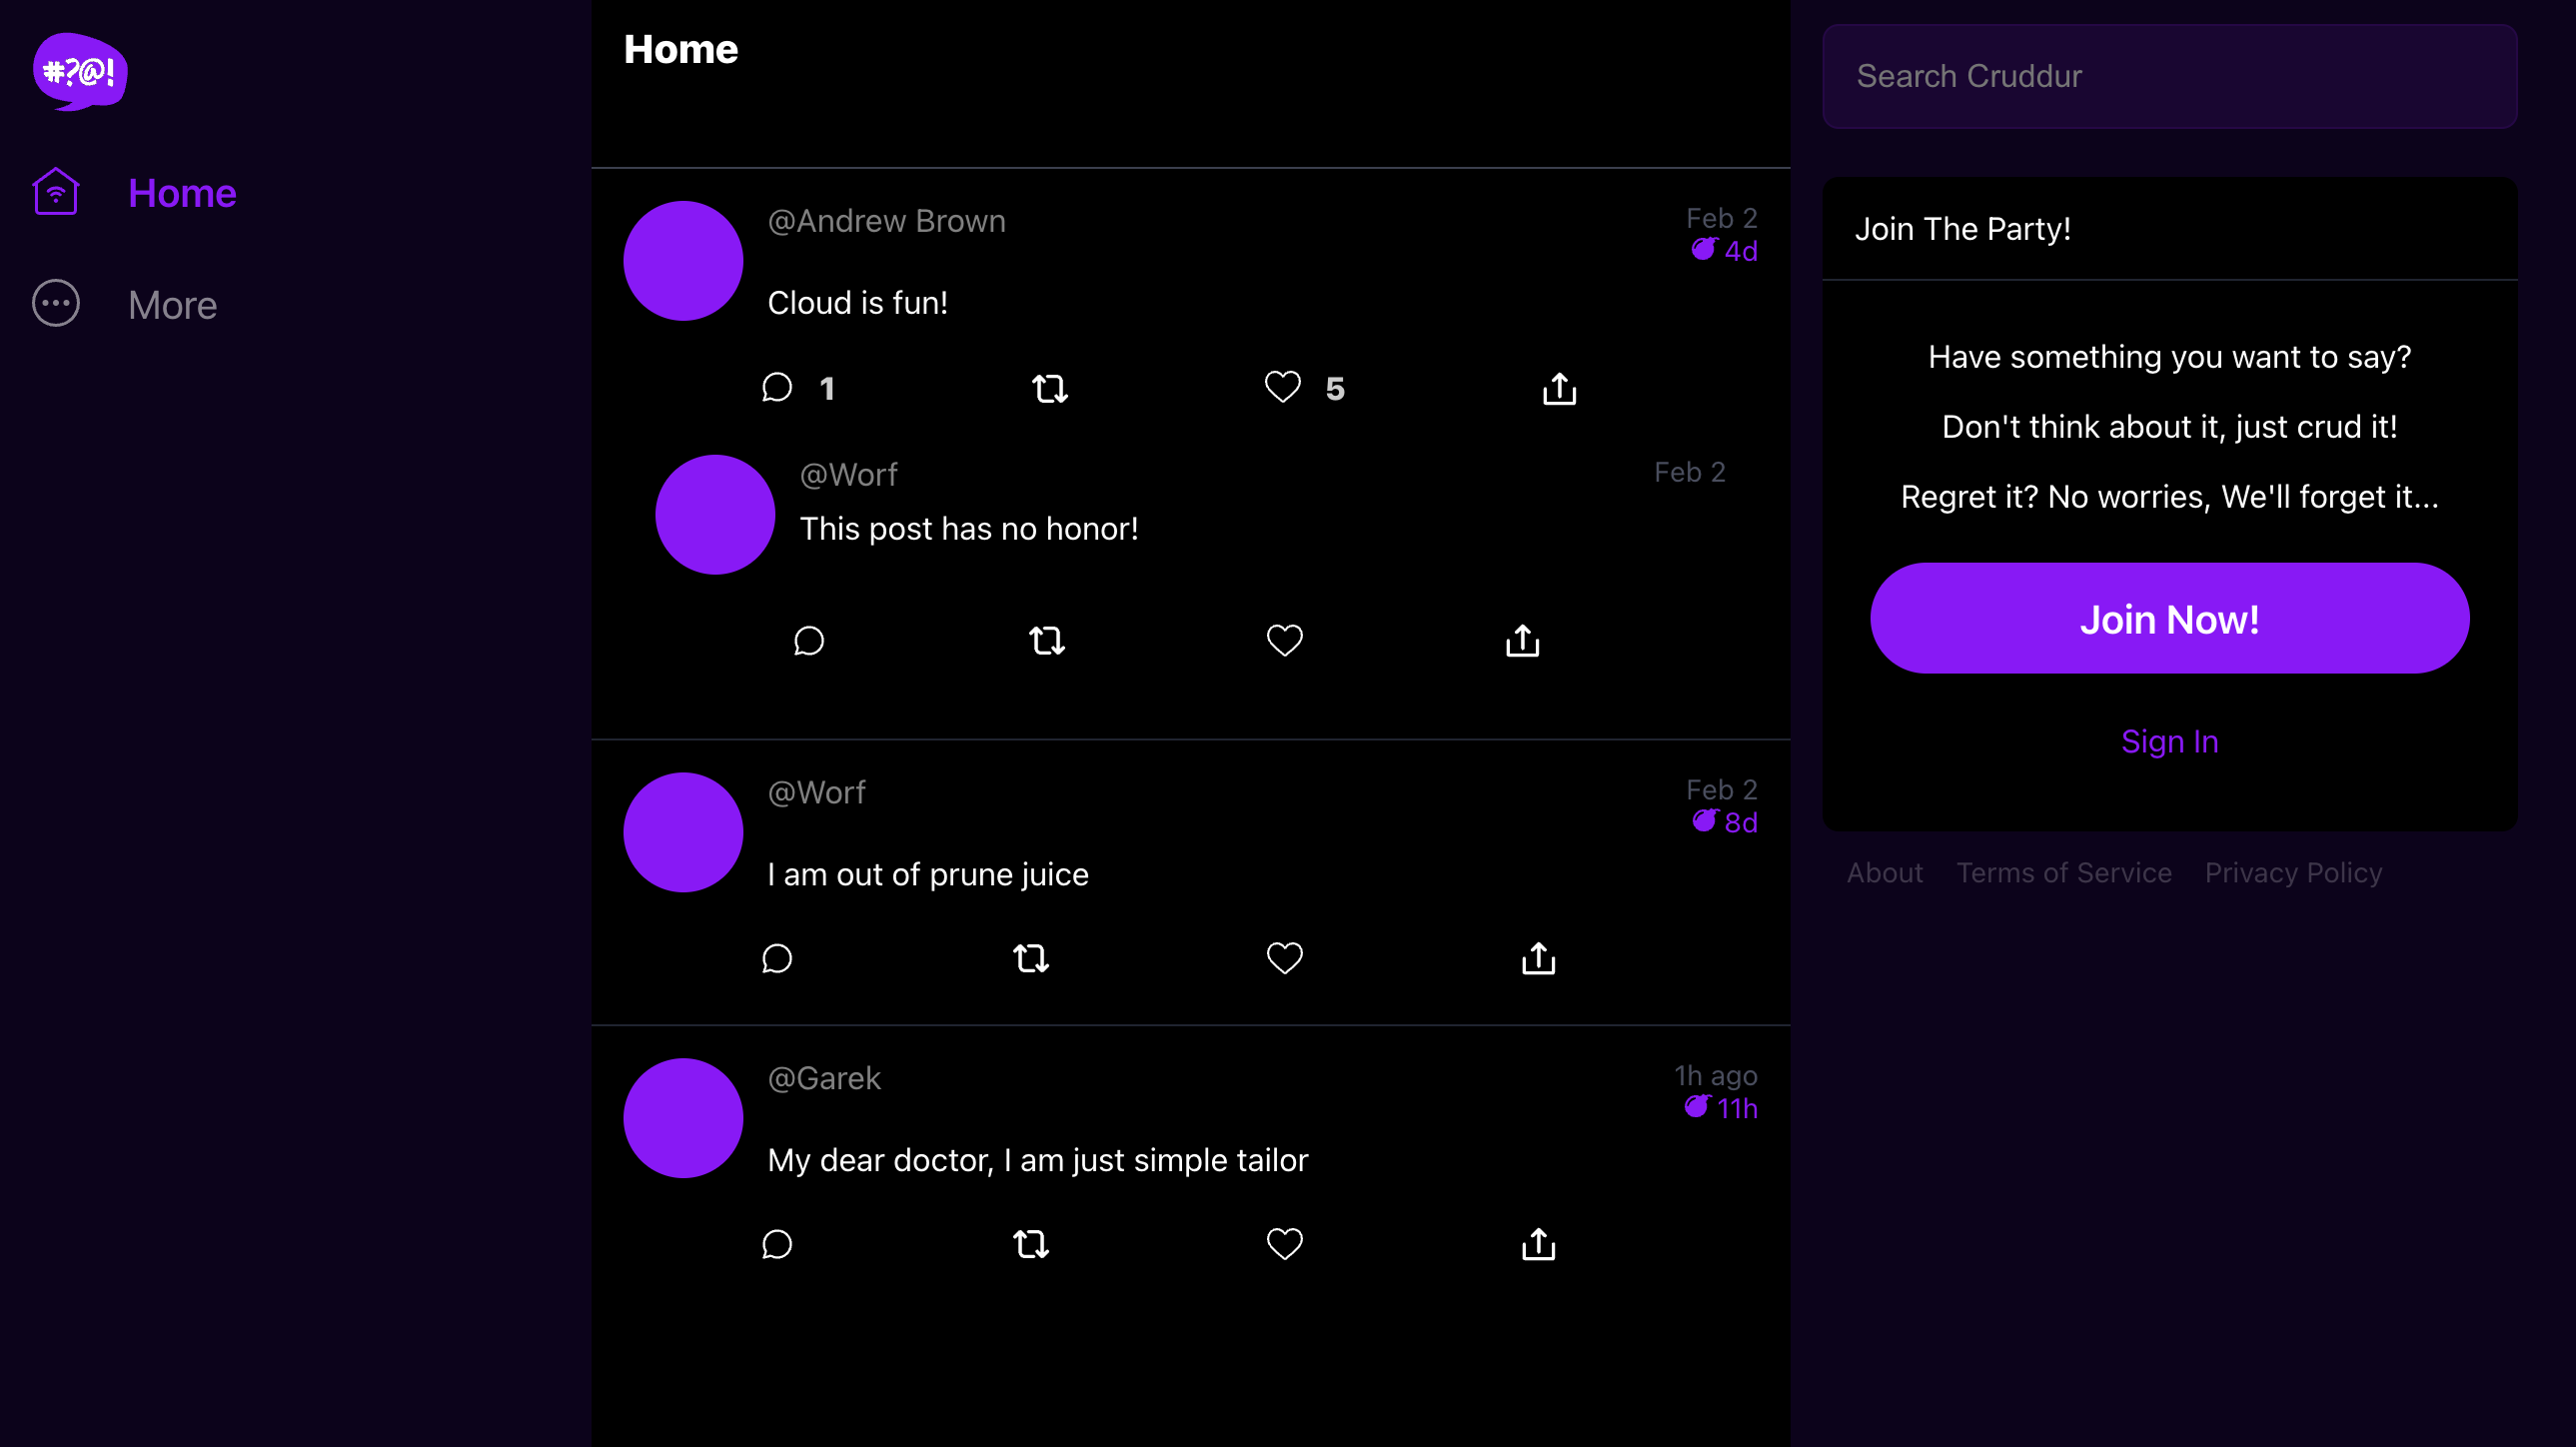 #?@!
Home
More
Home
@Andrew Brown
Feb 2
4d
Cloud is fun!
1
5
@Worf
Feb 2
This post has no honor!
@Worf
Feb 2
8d
I am out of prune juice
@Garek
1h ago
11h
My dear doctor, I am just simple tailor
Search Cruddur
Join The Party!
Have something you want to say?
Don't think about it, just crud it!
Regret it? No worries, We'll forget it...
Join Now!
Sign In
About Terms of Service Privacy Policy